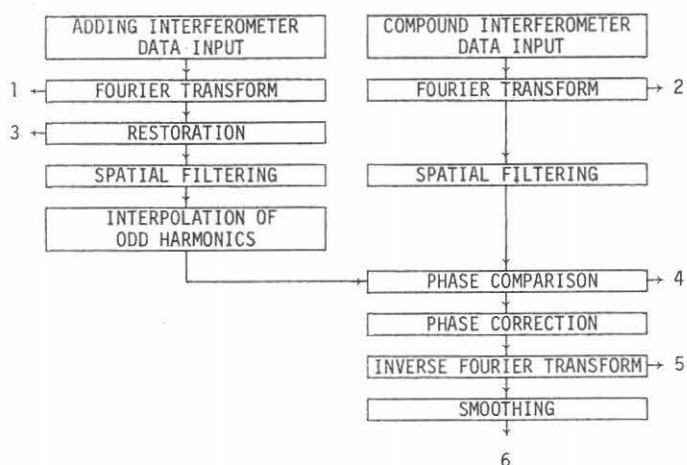 ADDING INTERFEROMETER
DATA INPUT
COMPOUND INTERFEROMETER
DATA INPUT
1
FOURIER TRANSFORM
FOURIER TRANSFORM
2
3
RESTORATION
SPATIAL FILTERING
SPATIAL FILTERING
INTERPOLATION OF
ODD HARMONICS
PHASE COMPARISON
4
PHASE CORRECTION
INVERSE FOURIER TRANSFORM
5
SMOOTHING
6